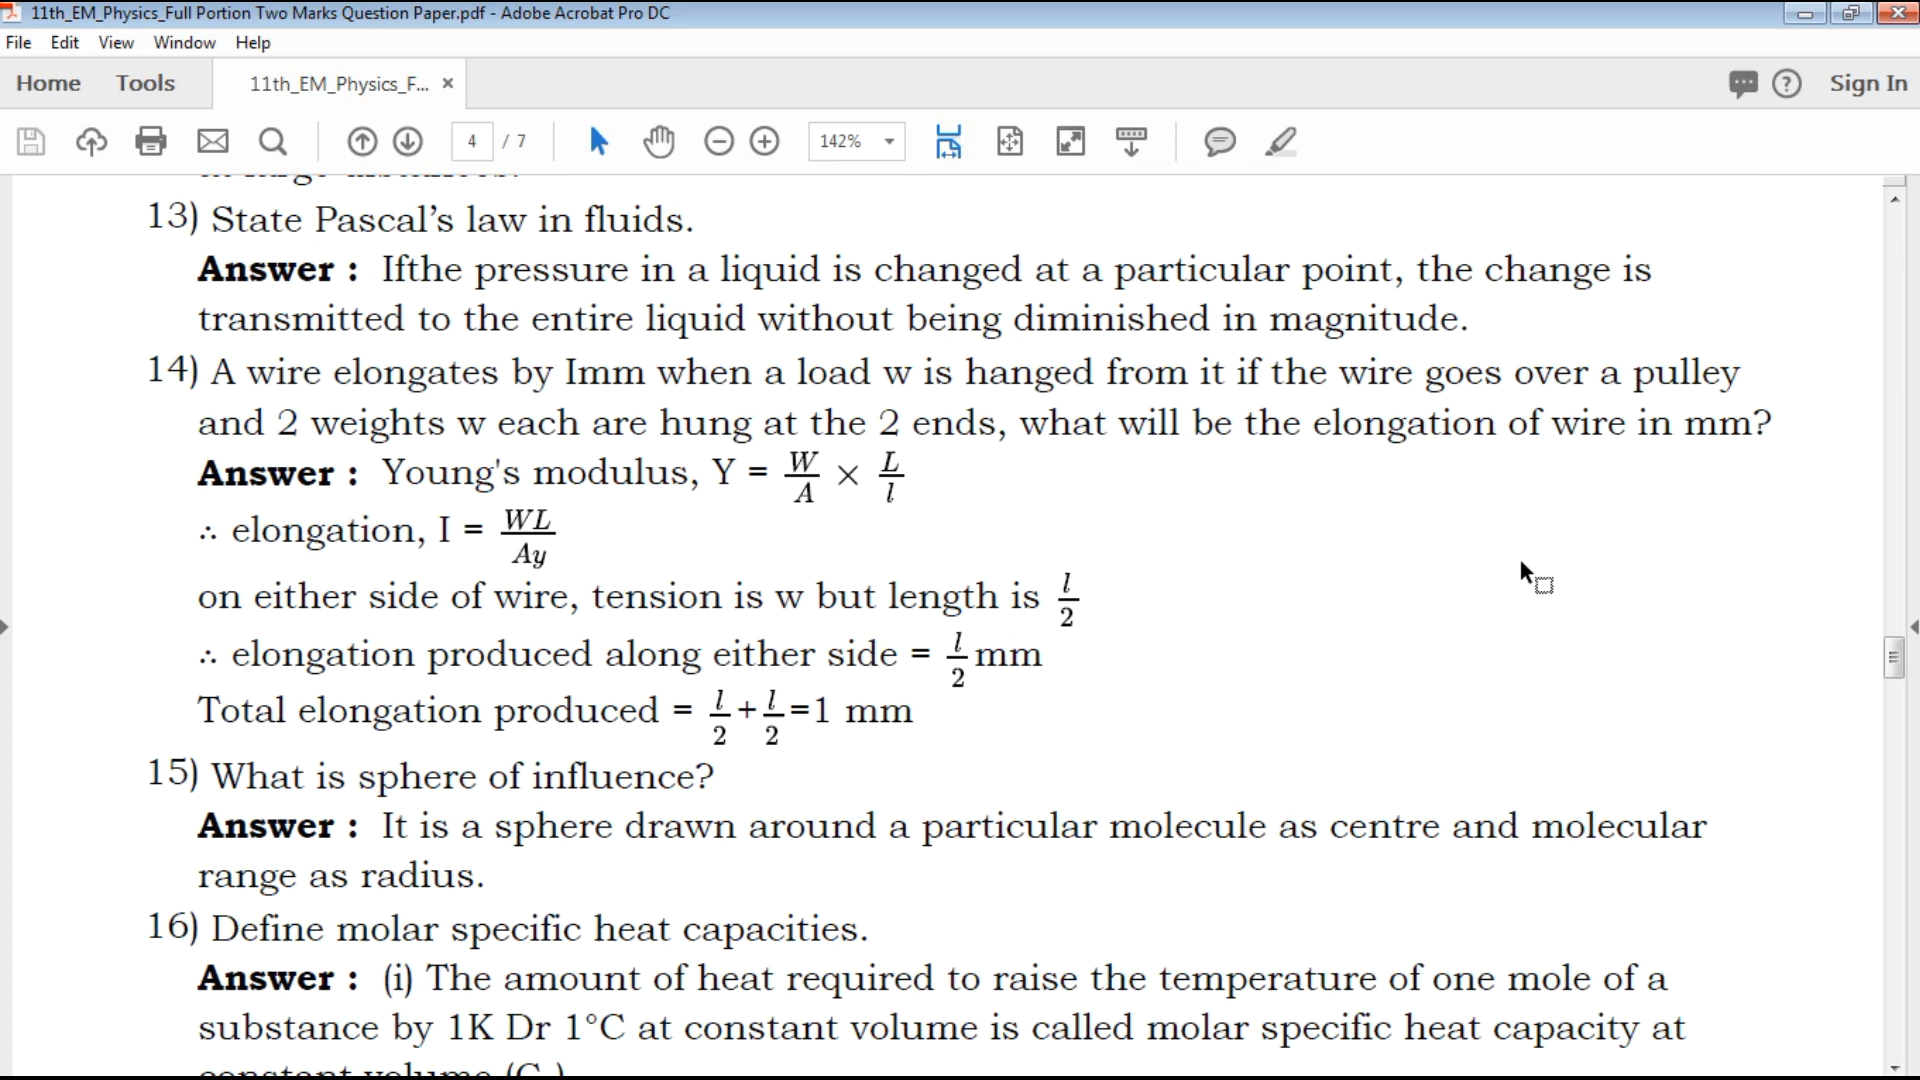 11th_EM_Physics_Full Portion Two Marks Question Paper.pdf - Adobe Acrobat Pro DC
File Edit View Window Help
Home Tools 11th_EM_Physics_F... × Sign In
4 / 7 142%
13) State Pascal’s law in fluids.
Answer : Ifthe pressure in a liquid is changed at a particular point, the change is
transmitted to the entire liquid without being diminished in magnitude.
14) A wire elongates by Imm when a load w is hanged from it if the wire goes over a pulley
and 2 weights w each are hung at the 2 ends, what will be the elongation of wire in mm?
Answer : Young's modulus, Y = W/A × L/l
∴ elongation, I = WL/Ay
on either side of wire, tension is w but length is l/2
∴ elongation produced along either side = l/2 mm
Total elongation produced = l/2+l/2=1 mm
15) What is sphere of influence?
Answer : It is a sphere drawn around a particular molecule as centre and molecular
range as radius.
16) Define molar specific heat capacities.
Answer : (i) The amount of heat required to raise the temperature of one mole of a
substance by 1K Dr 1°C at constant volume is called molar specific heat capacity at